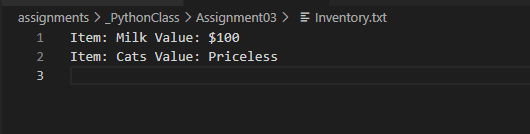 assignments > _PythonClass > Assignment03 > Inventory.txt
1 Item: Milk Value: $100
2 Item: Cats Value: Priceless
3